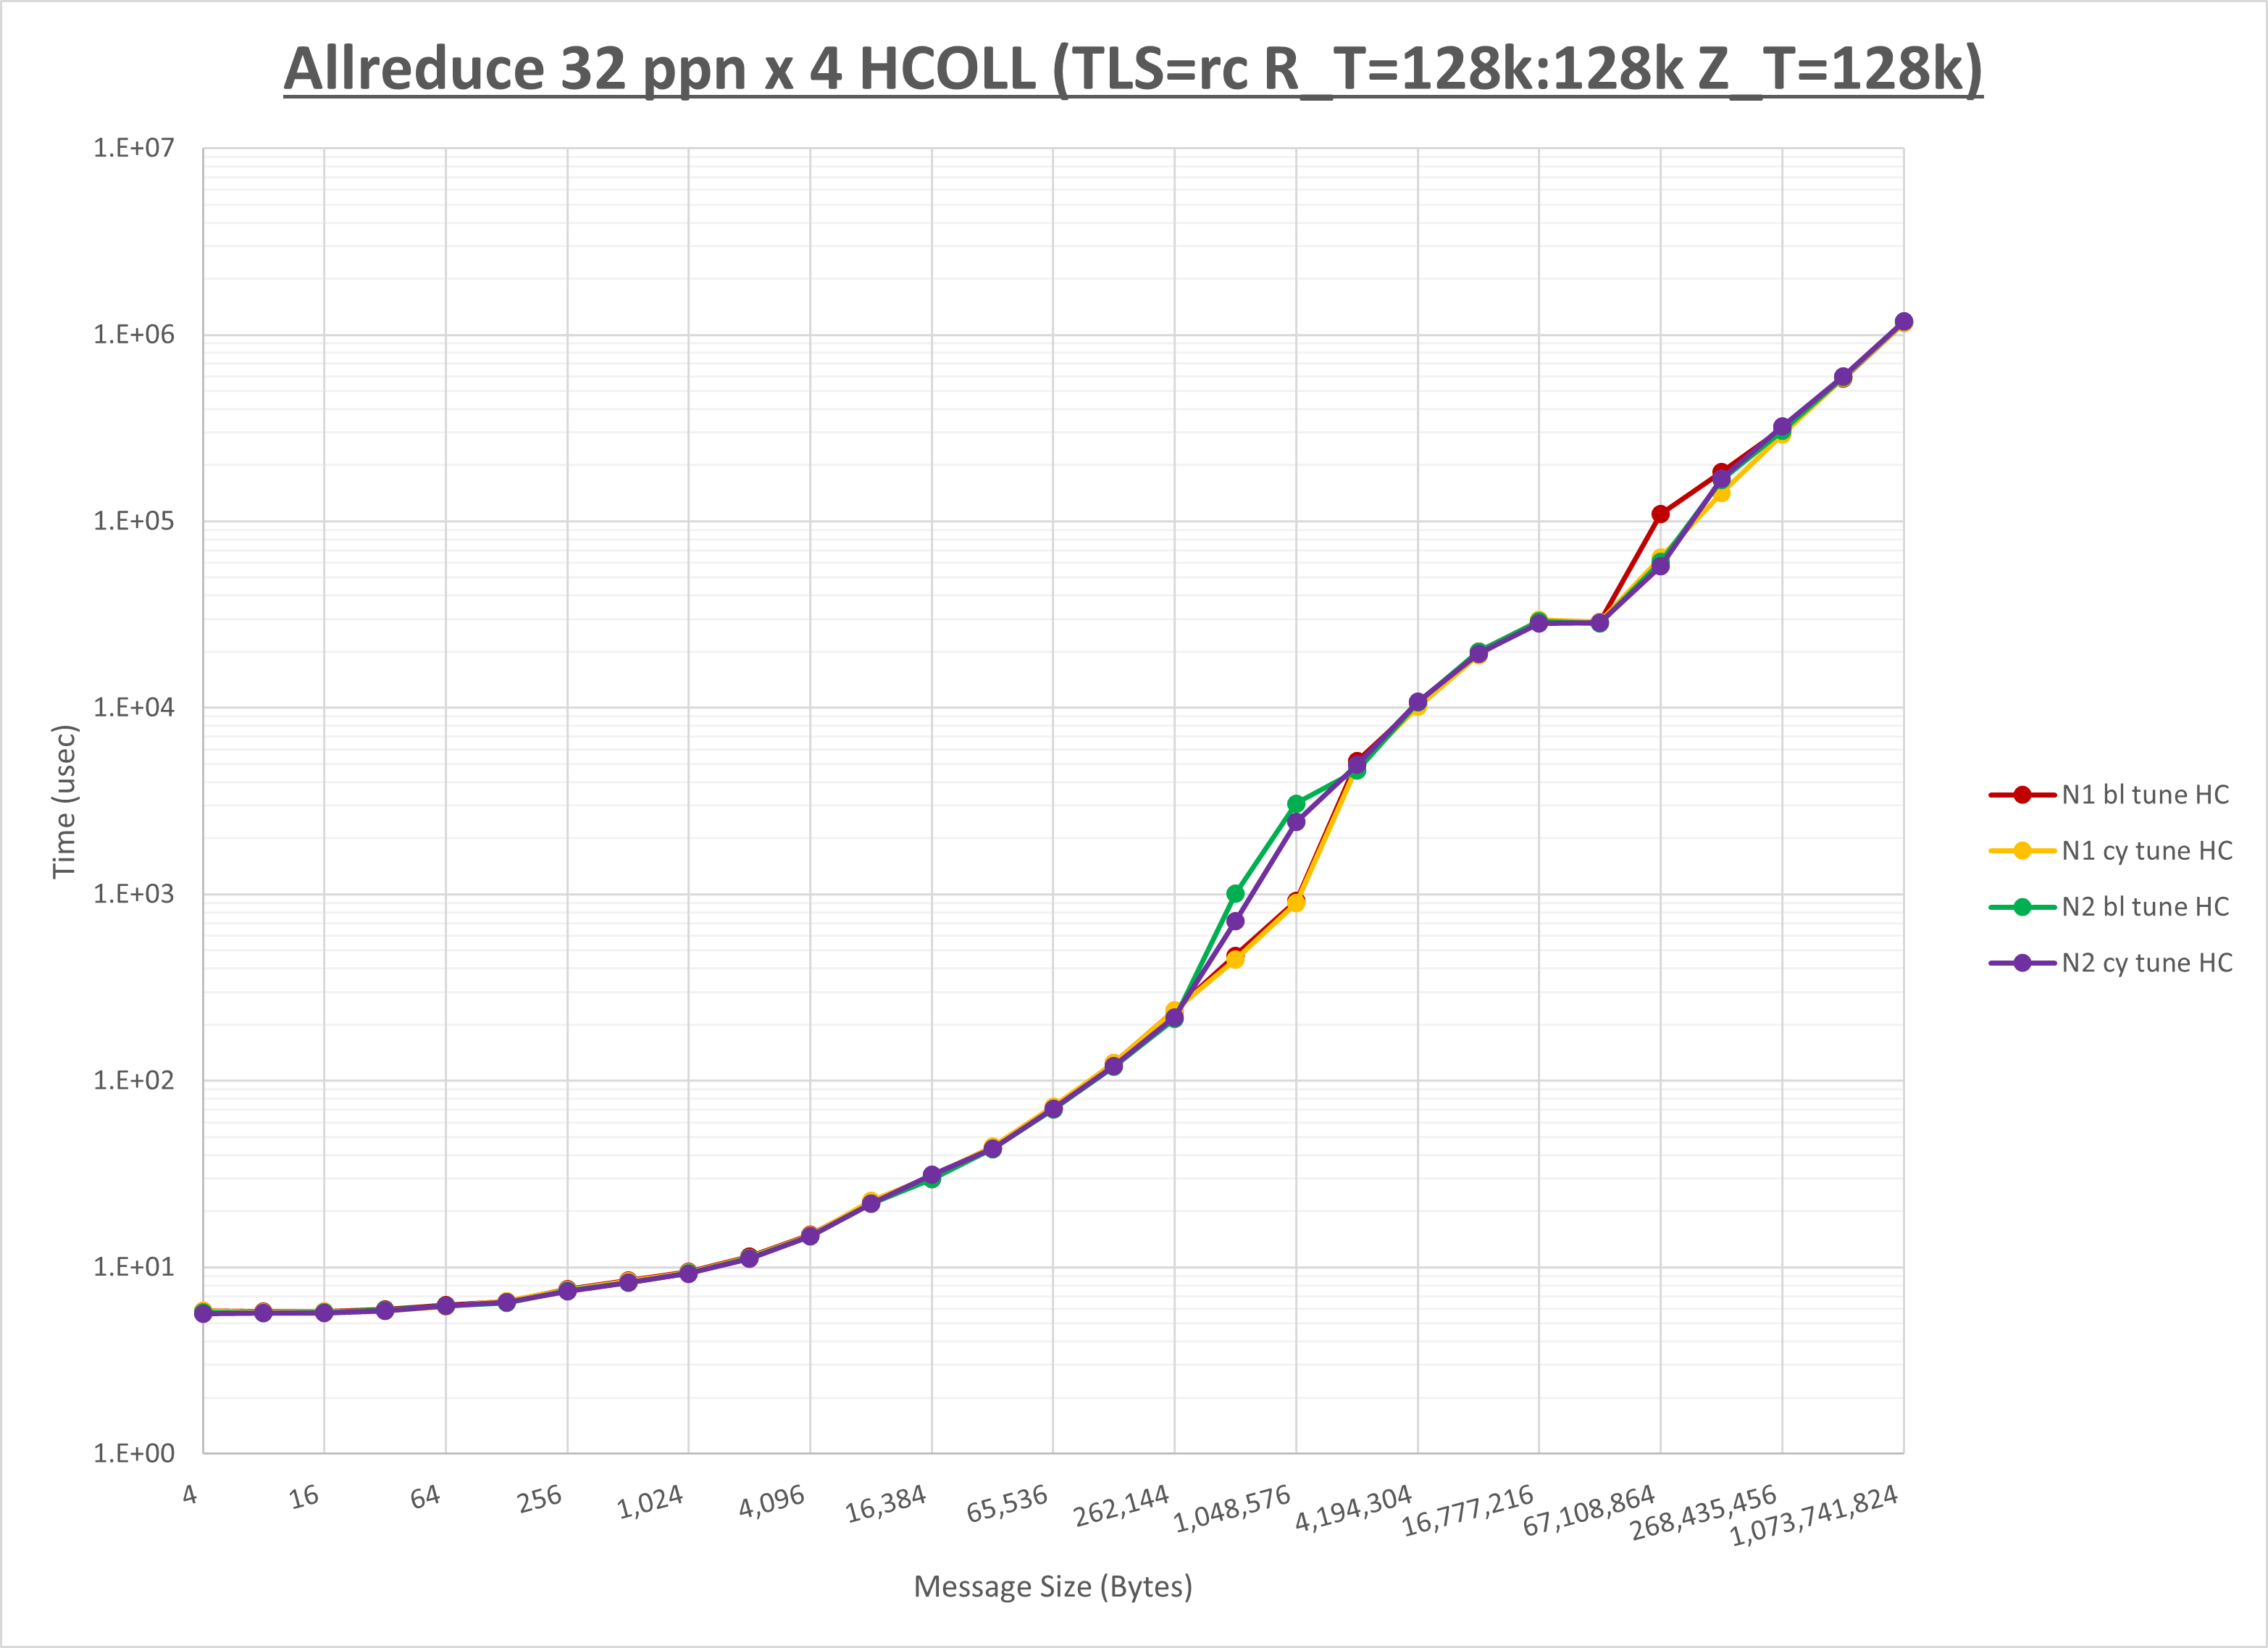 Allreduce 32 ppn x 4 HCOLL (TLS=rc R_T=128k:128k Z_T=128k)
1.E+07
1.E+06
1.E+05
1.E+04
1.E+03
1.E+02
1.E+01
1.E+00
Time (usec)
4
16
64
256
1,024
4,096
16,384
65,536
262,144
1,048,576
4,194,304
16,777,216
67,108,864
268,435,456
1,073,741,824
Message Size (Bytes)
N1 bl tune HC
N1 cy tune HC
N2 bl tune HC
N2 cy tune HC